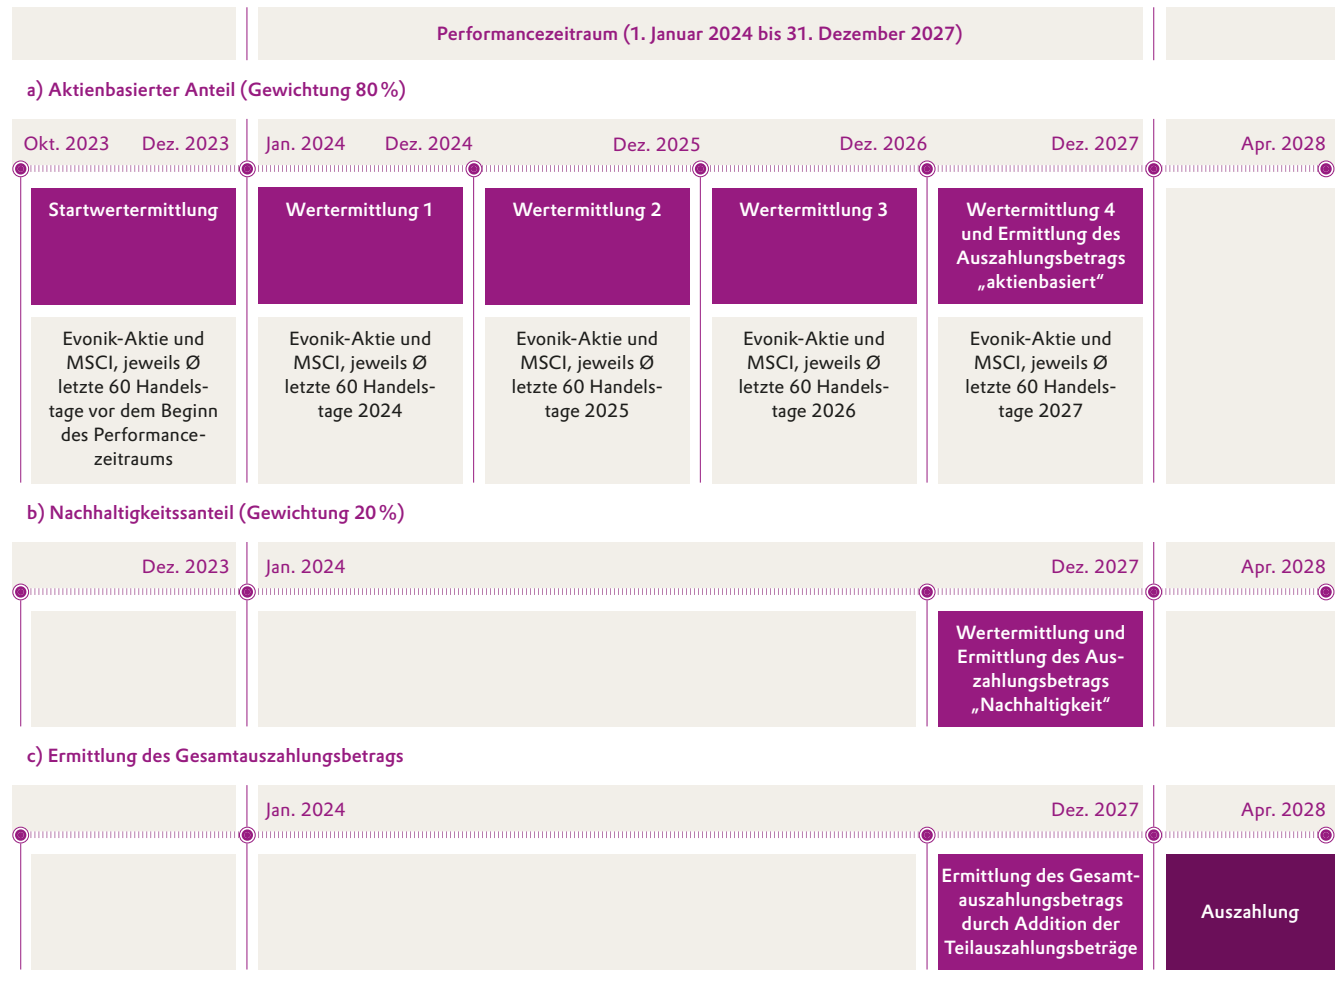 Performancezeitraum (1. Januar 2024 bis 31. Dezember 2027)
a) Aktienbasierter Anteil (Gewichtung 80 %)
Okt. 2023
Dez. 2023
Jan. 2024
Dez. 2024
Dez. 2025
Dez. 2026
Dez. 2027
Apr. 2028
Startwertermittlung
Wertermittlung 1
Wertermittlung 2
Wertermittlung 3
Wertermittlung 4
und Ermittlung des
Auszahlungsbetrags
„aktienbasiert“
Evonik-Aktie und
MSCI, jeweils Ø
letzte 60 Handels-
tage vor dem Beginn
des Performance-
zeitraums
Evonik-Aktie und
MSCI, jeweils Ø
letzte 60 Handels-
tage 2024
Evonik-Aktie und
MSCI, jeweils Ø
letzte 60 Handels-
tage 2025
Evonik-Aktie und
MSCI, jeweils Ø
letzte 60 Handels-
tage 2026
Evonik-Aktie und
MSCI, jeweils Ø
letzte 60 Handels-
tage 2027
b) Nachhaltigkeitssanteil (Gewichtung 20 %)
Dez. 2023
Jan. 2024
Dez. 2027
Apr. 2028
Wertermittlung und
Ermittlung des Aus-
zahlungsbetrags
„Nachhaltigkeit“
c) Ermittlung des Gesamtauszahlungsbetrags
Jan. 2024
Dez. 2027
Apr. 2028
Ermittlung des Gesamt-
auszahlungsbetrags
durch Addition der
Teilauszahlungsbeträge
Auszahlung